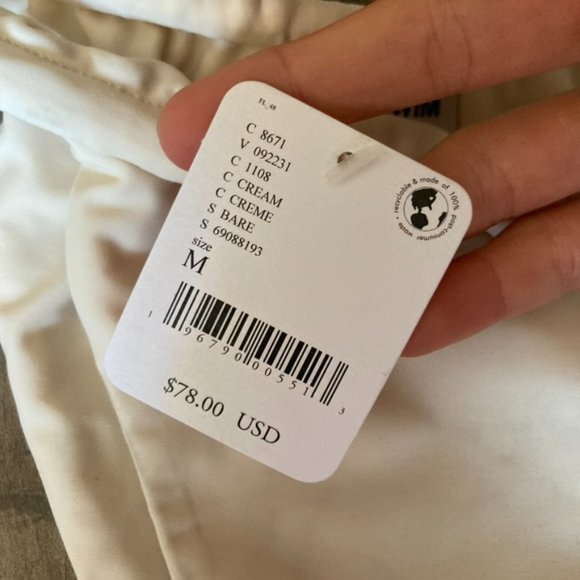 FL_48
C 8671
V 092231
C 1108
C CREAM
C CREME
S BARE
S 69088193
size
M
1 96790 00551 3
$78.00 USD
recyclable & made of 100% post-consumer waste •